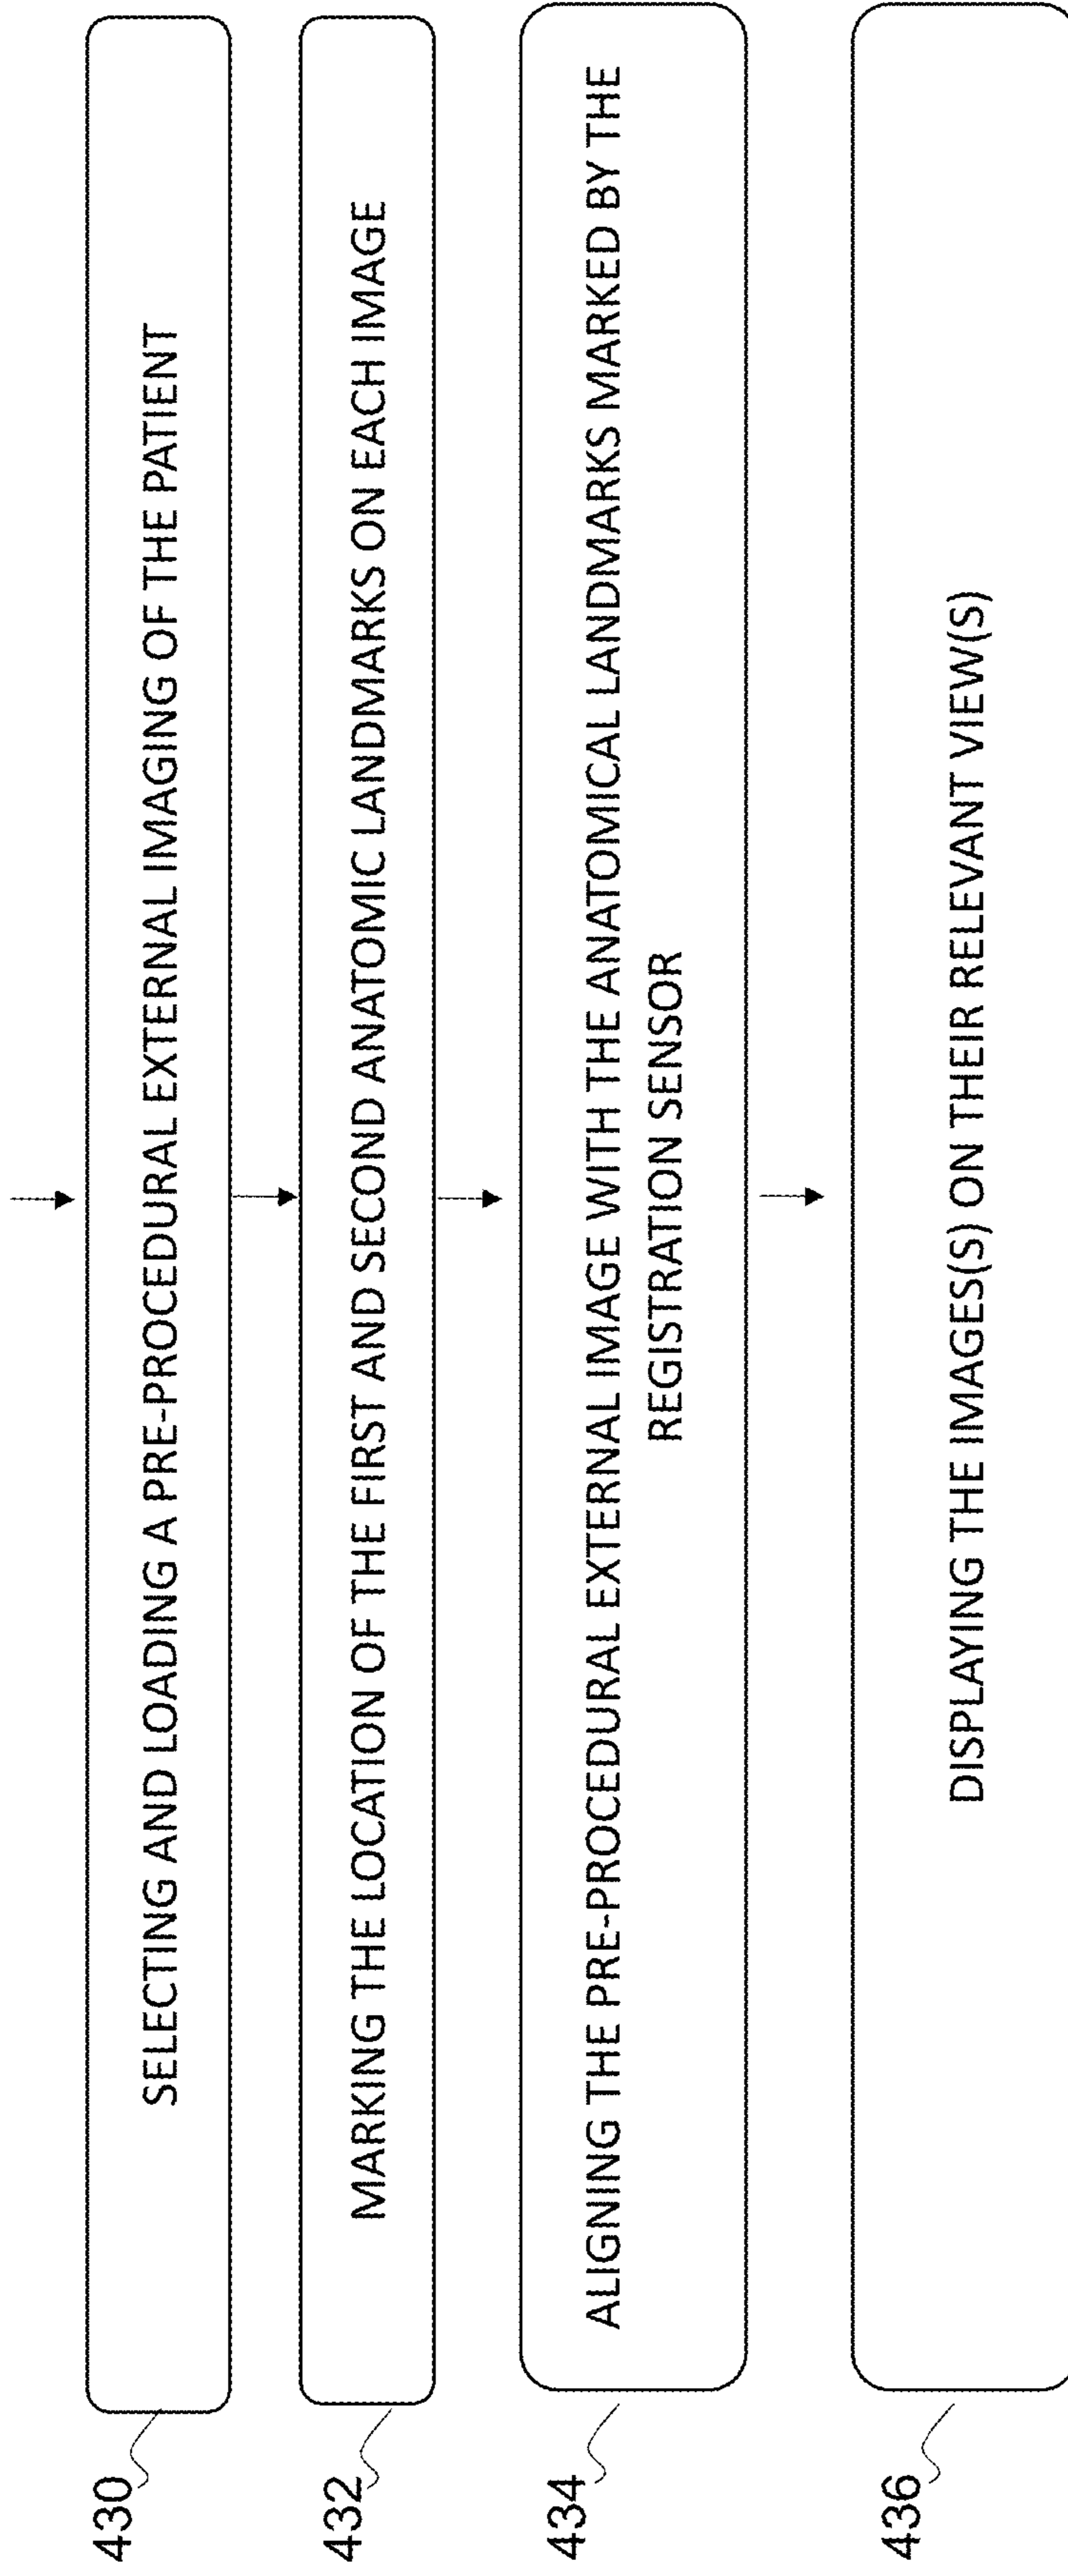 430
SELECTING AND LOADING A PRE-PROCEDURAL EXTERNAL IMAGING OF THE PATIENT
432
MARKING THE LOCATION OF THE FIRST AND SECOND ANATOMIC LANDMARKS ON EACH IMAGE
434
ALIGNING THE PRE-PROCEDURAL EXTERNAL IMAGE WITH THE ANATOMICAL LANDMARKS MARKED BY THE
REGISTRATION SENSOR
436
DISPLAYING THE IMAGES(S) ON THEIR RELEVANT VIEW(S)